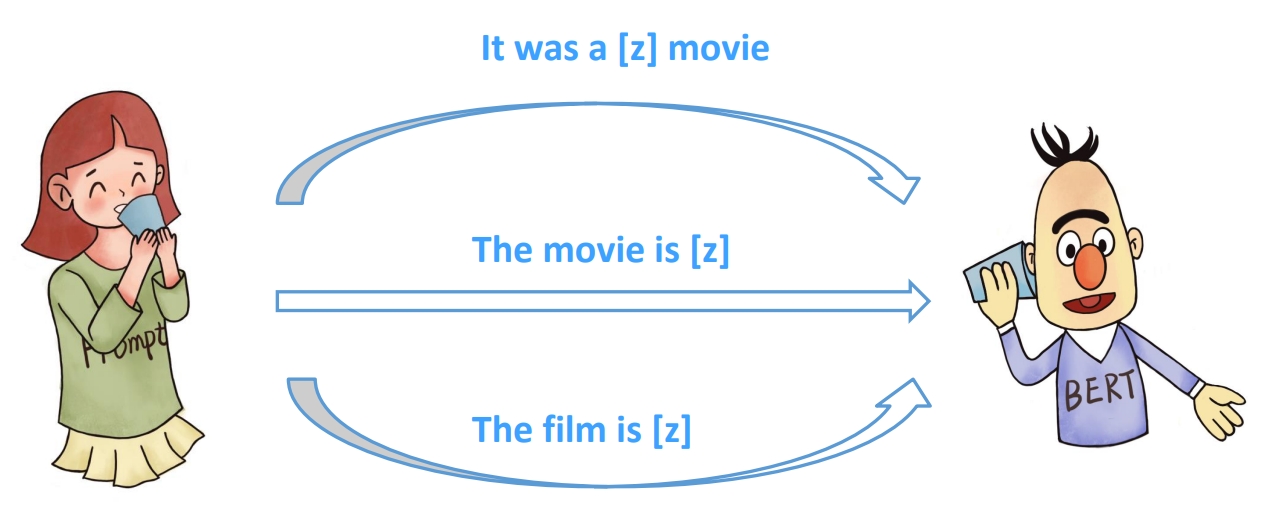 It was a [z] movie
The movie is [z]
Prompt
The film is [z]
BERT